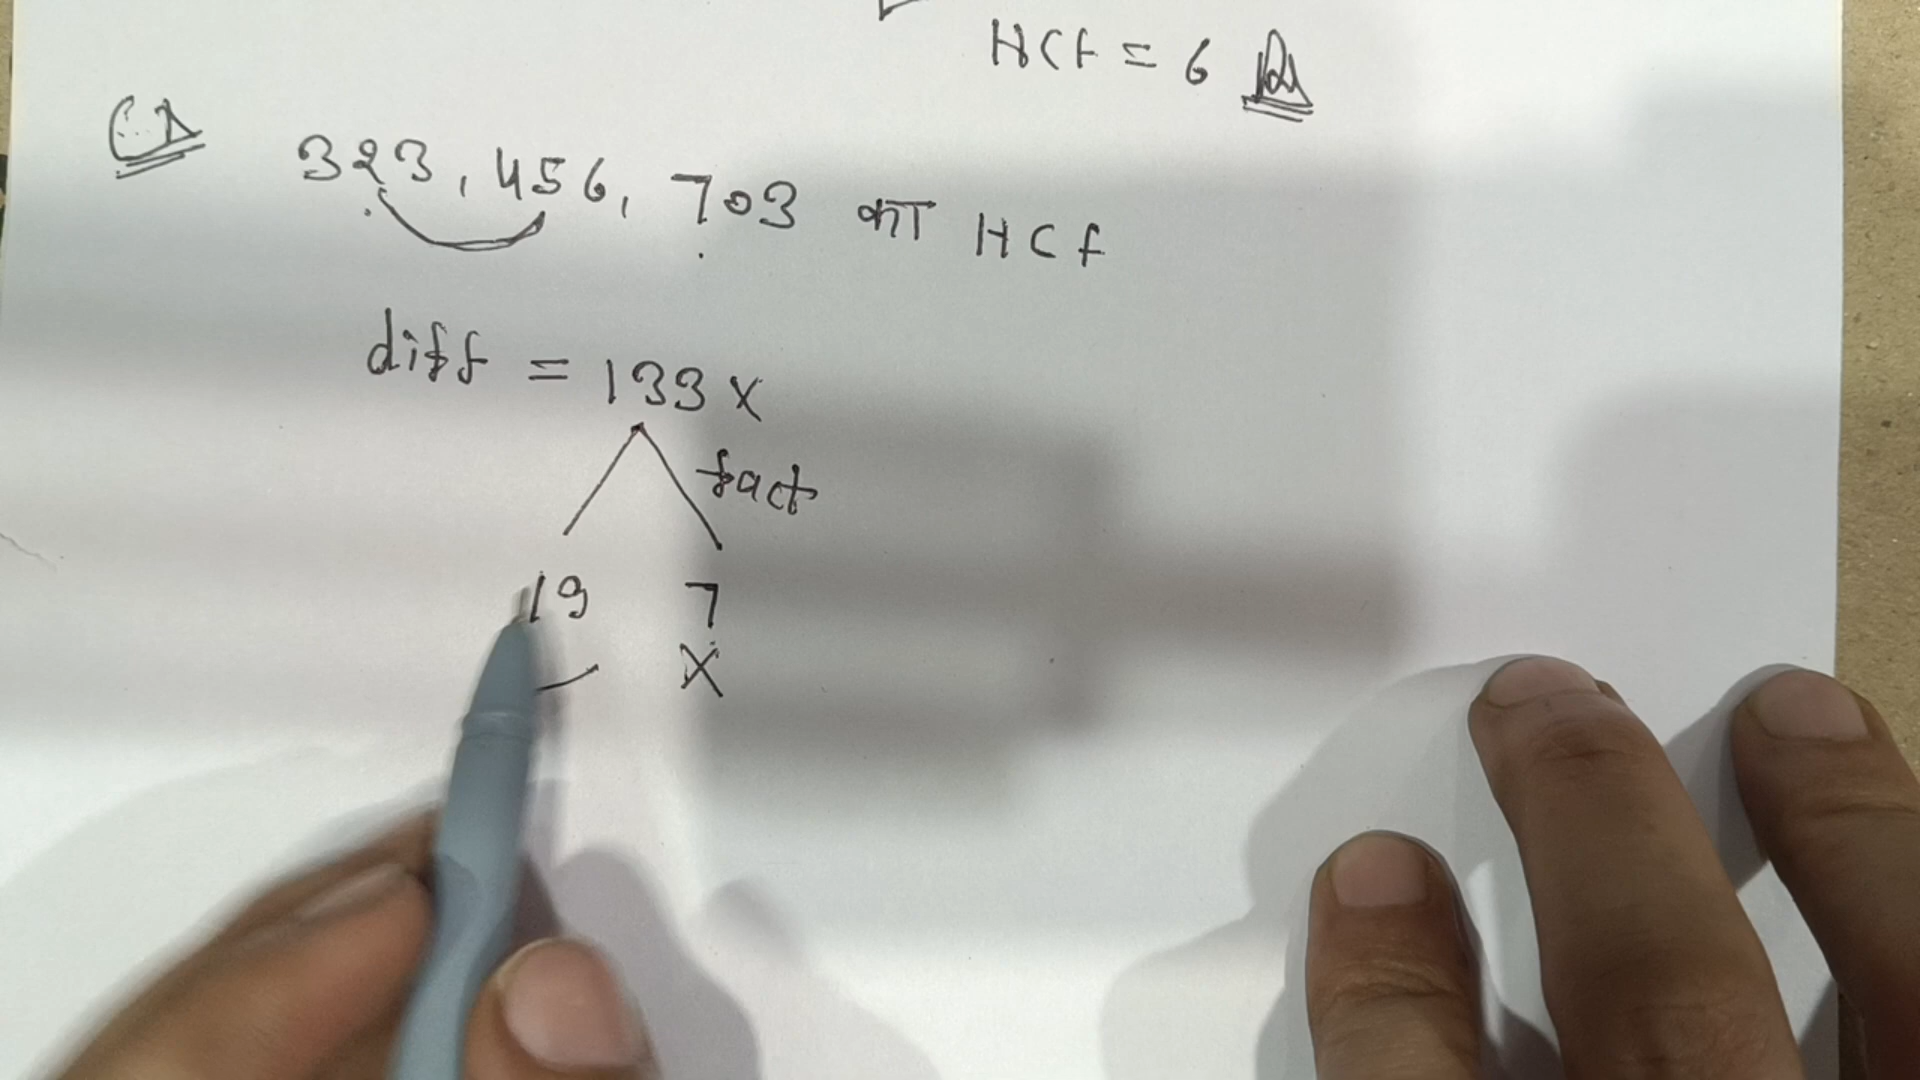 HCf = 6
323, 456, 703 का HCf
diff = 133 X
fact
19 7
X